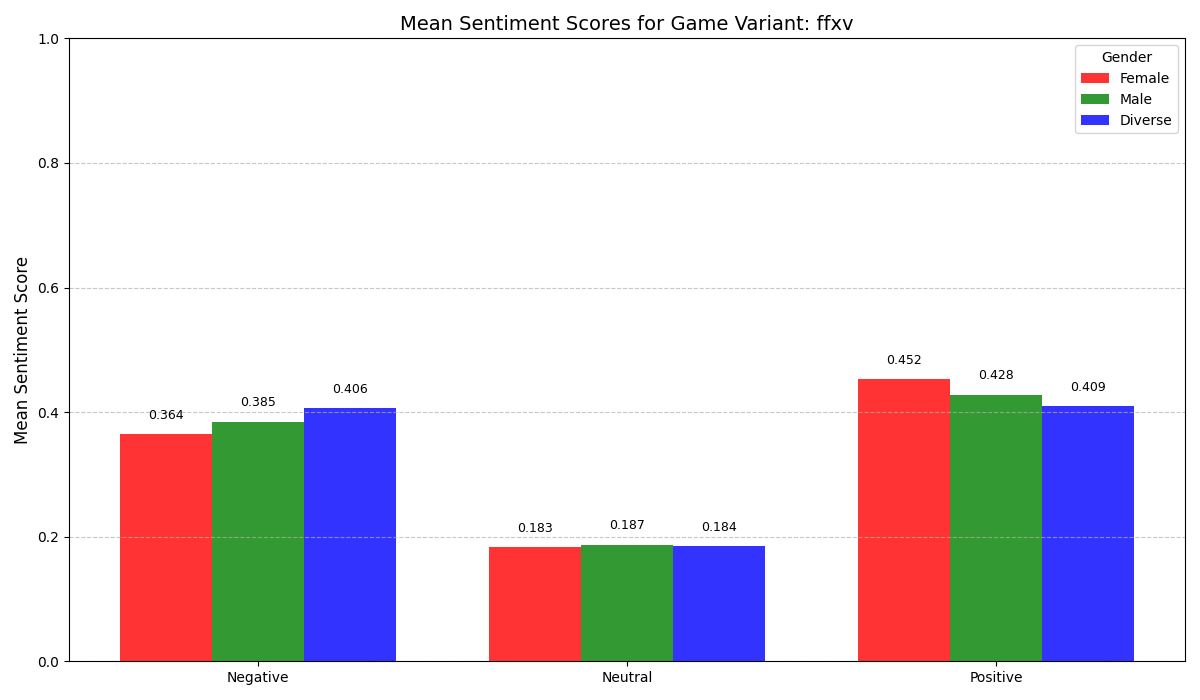 Mean Sentiment Scores for Game Variant: ffxv
Mean Sentiment Score
1.0
0.8
0.6
0.4
0.2
0.0
Gender
Female
Male
Diverse
0.364
0.385
0.406
0.183
0.187
0.184
0.452
0.428
0.409
Negative
Neutral
Positive